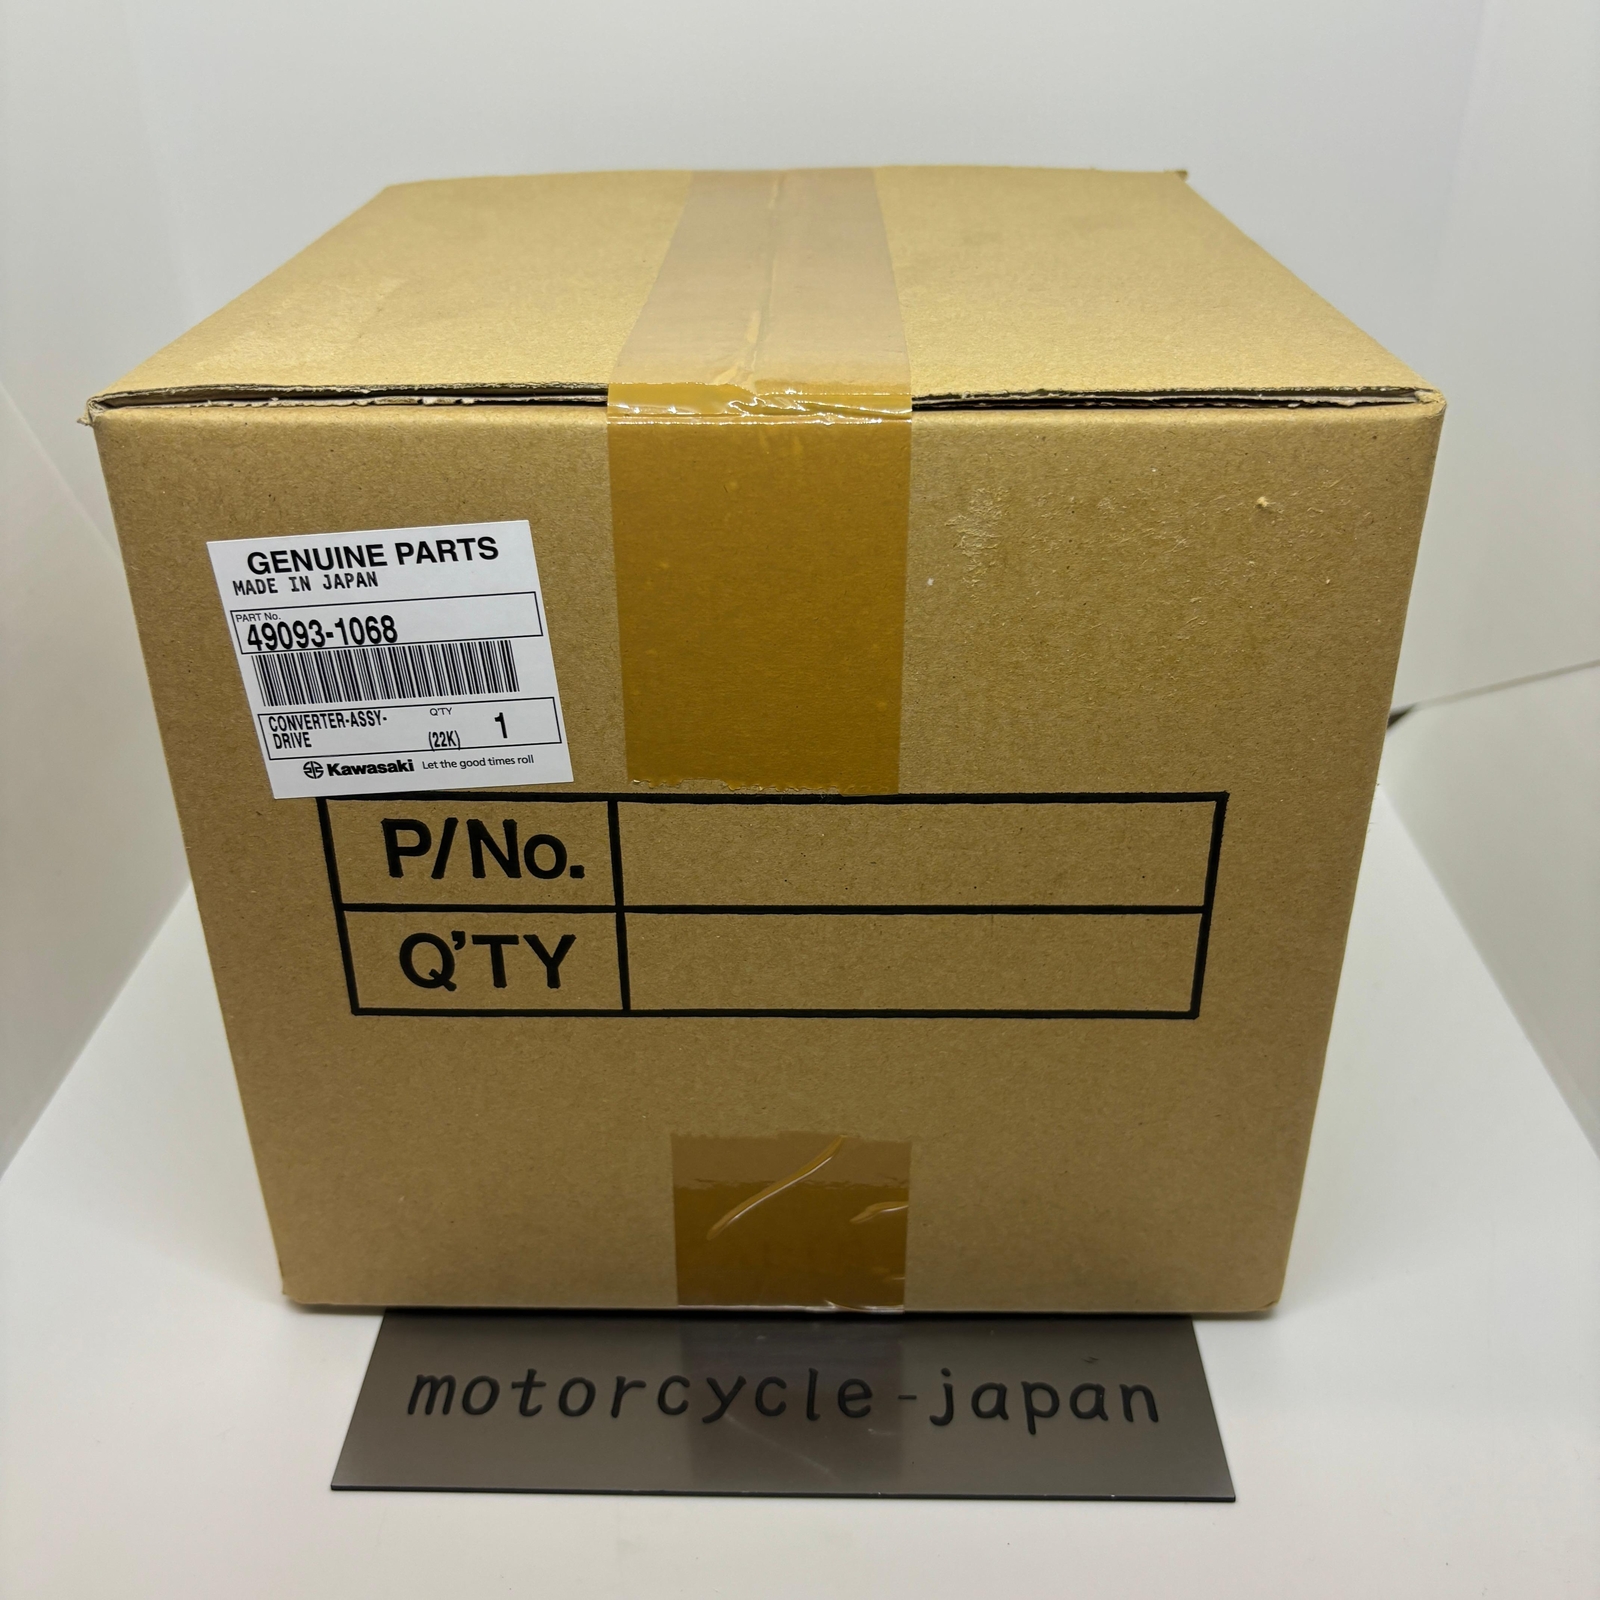 GENUINE PARTS
MADE IN JAPAN
PART No.
49093-1068
CONVERTER-ASSY-
DRIVE
Q'TY
(22K) 1
Kawasaki Let the good times roll
P/No.
Q'TY
motorcycle-japan